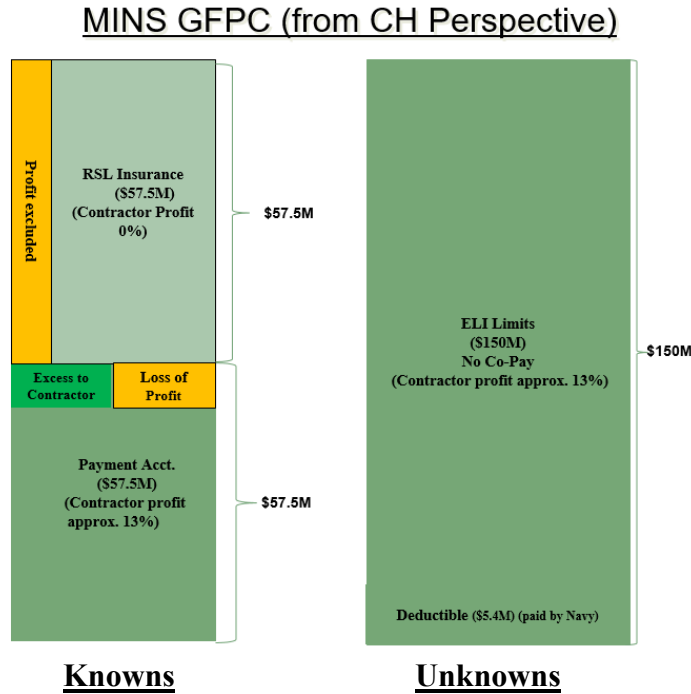 MINS GFPC (from CH Perspective)
Profit excluded
RSL Insurance
($57.5M)
(Contractor Profit
0%)
$57.5M
Excess to
Contractor
Loss of
Profit
Payment Acct.
($57.5M)
(Contractor profit
approx. 13%)
$57.5M
Knowns
ELI Limits
($150M)
No Co-Pay
(Contractor profit approx. 13%)
$150M
Deductible ($5.4M) (paid by Navy)
Unknowns